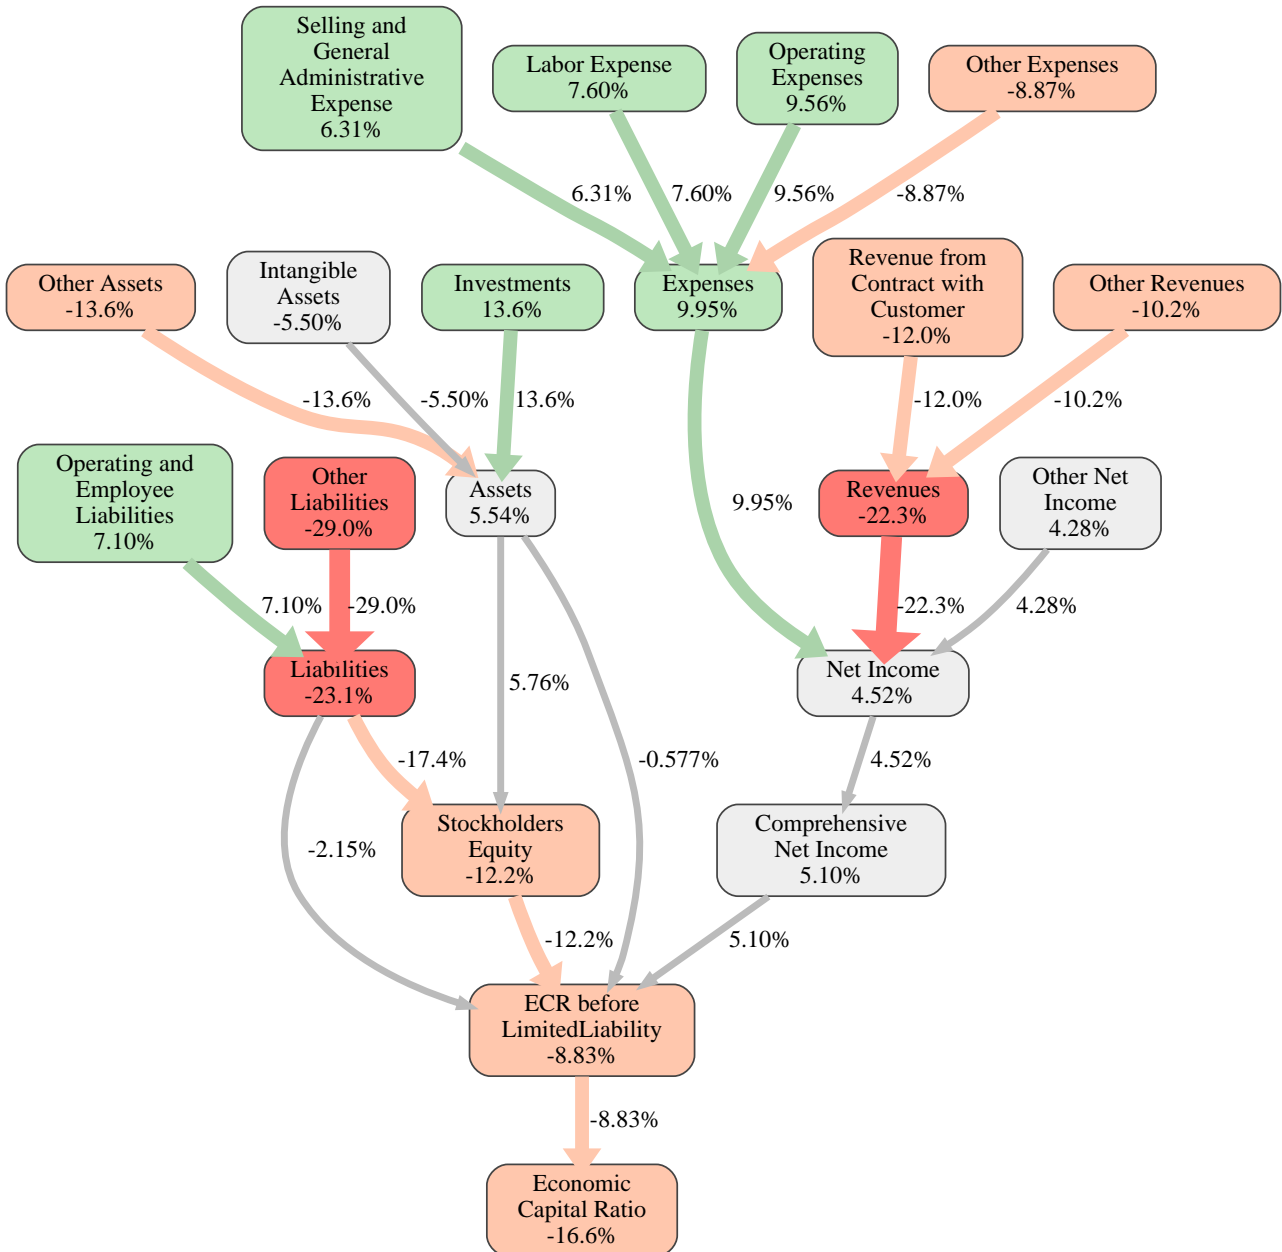 Selling and
General
Administrative
Expense
6.31%
Labor Expense
7.60%
Operating
Expenses
9.56%
Other Expenses
-8.87%
6.31%
7.60%
9.56%
-8.87%
Other Assets
-13.6%
Intangible
Assets
-5.50%
Investments
13.6%
Expenses
9.95%
Revenue from
Contract with
Customer
-12.0%
Other Revenues
-10.2%
-13.6%
-5.50%
13.6%
-12.0%
-10.2%
Operating and
Employee
Liabilities
7.10%
Other
Liabilities
-29.0%
Assets
5.54%
9.95%
Revenues
-22.3%
Other Net
Income
4.28%
7.10%
-29.0%
-22.3%
4.28%
Liabilities
-23.1%
5.76%
Net Income
4.52%
-17.4%
-0.577%
4.52%
-2.15%
Stockholders
Equity
-12.2%
Comprehensive
Net Income
5.10%
-12.2%
5.10%
ECR before
LimitedLiability
-8.83%
-8.83%
Economic
Capital Ratio
-16.6%